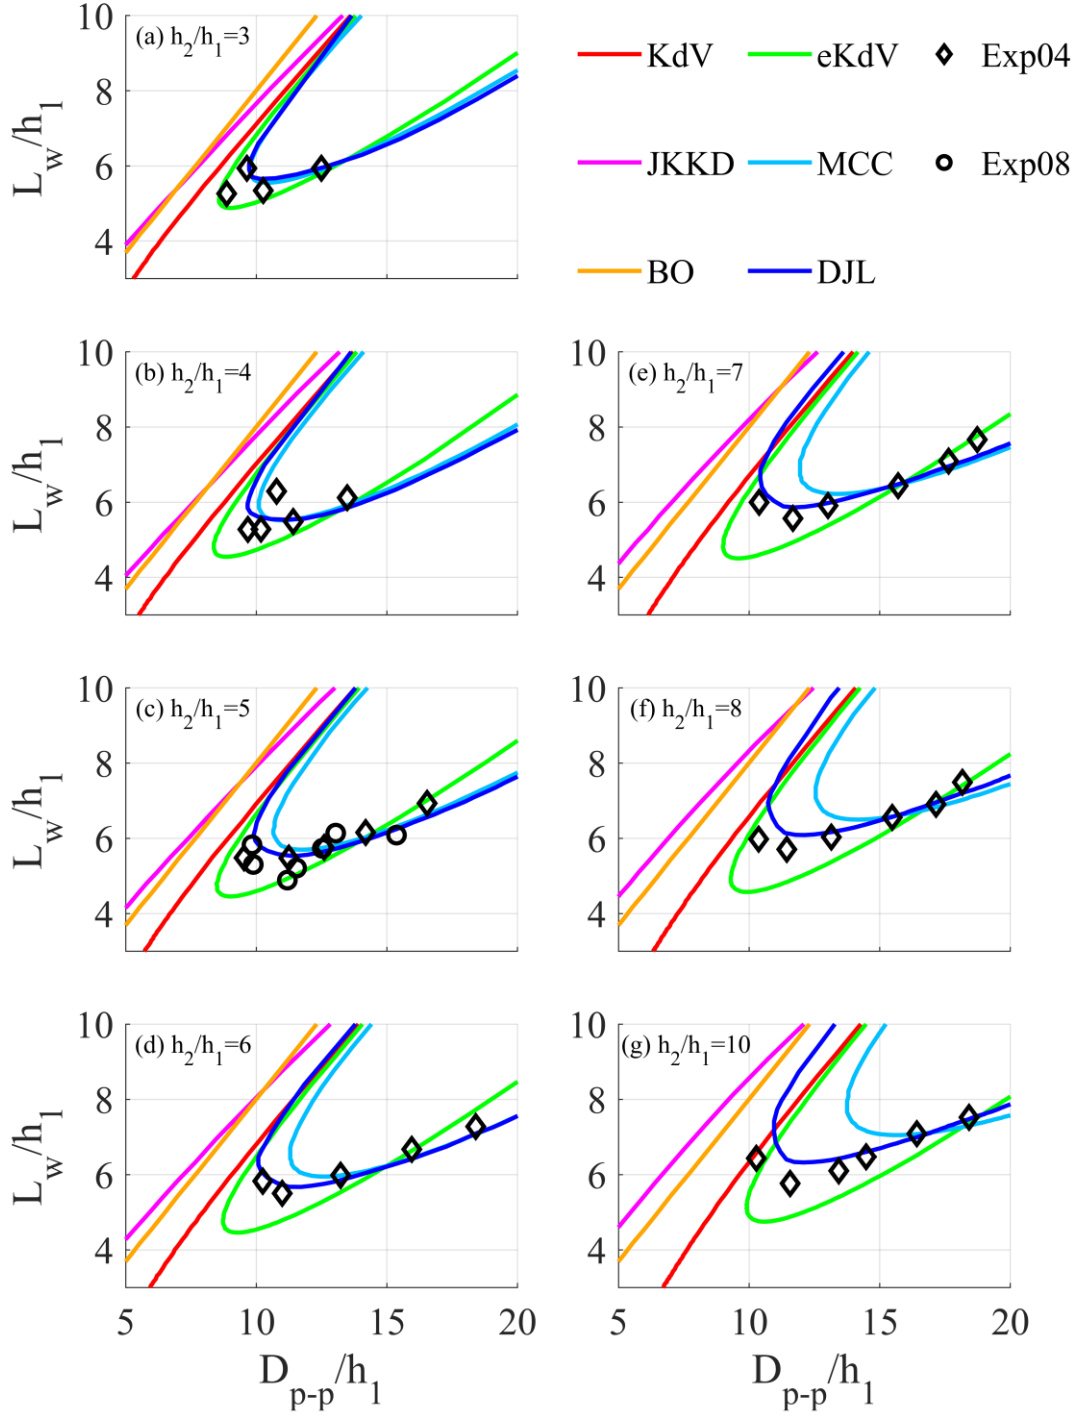 (a) h2/h1=3
10
8
6
4
Lw/h1
KdV
eKdV
Exp04
JKKD
MCC
Exp08
BO
DJL
(b) h2/h1=4
10
8
6
4
Lw/h1
(e) h2/h1=7
10
8
6
4
(c) h2/h1=5
10
8
6
4
Lw/h1
(f) h2/h1=8
10
8
6
4
(d) h2/h1=6
10
8
6
4
Lw/h1
5 10 15 20
Dp-p/h1
(g) h2/h1=10
10
8
6
4
5 10 15 20
Dp-p/h1